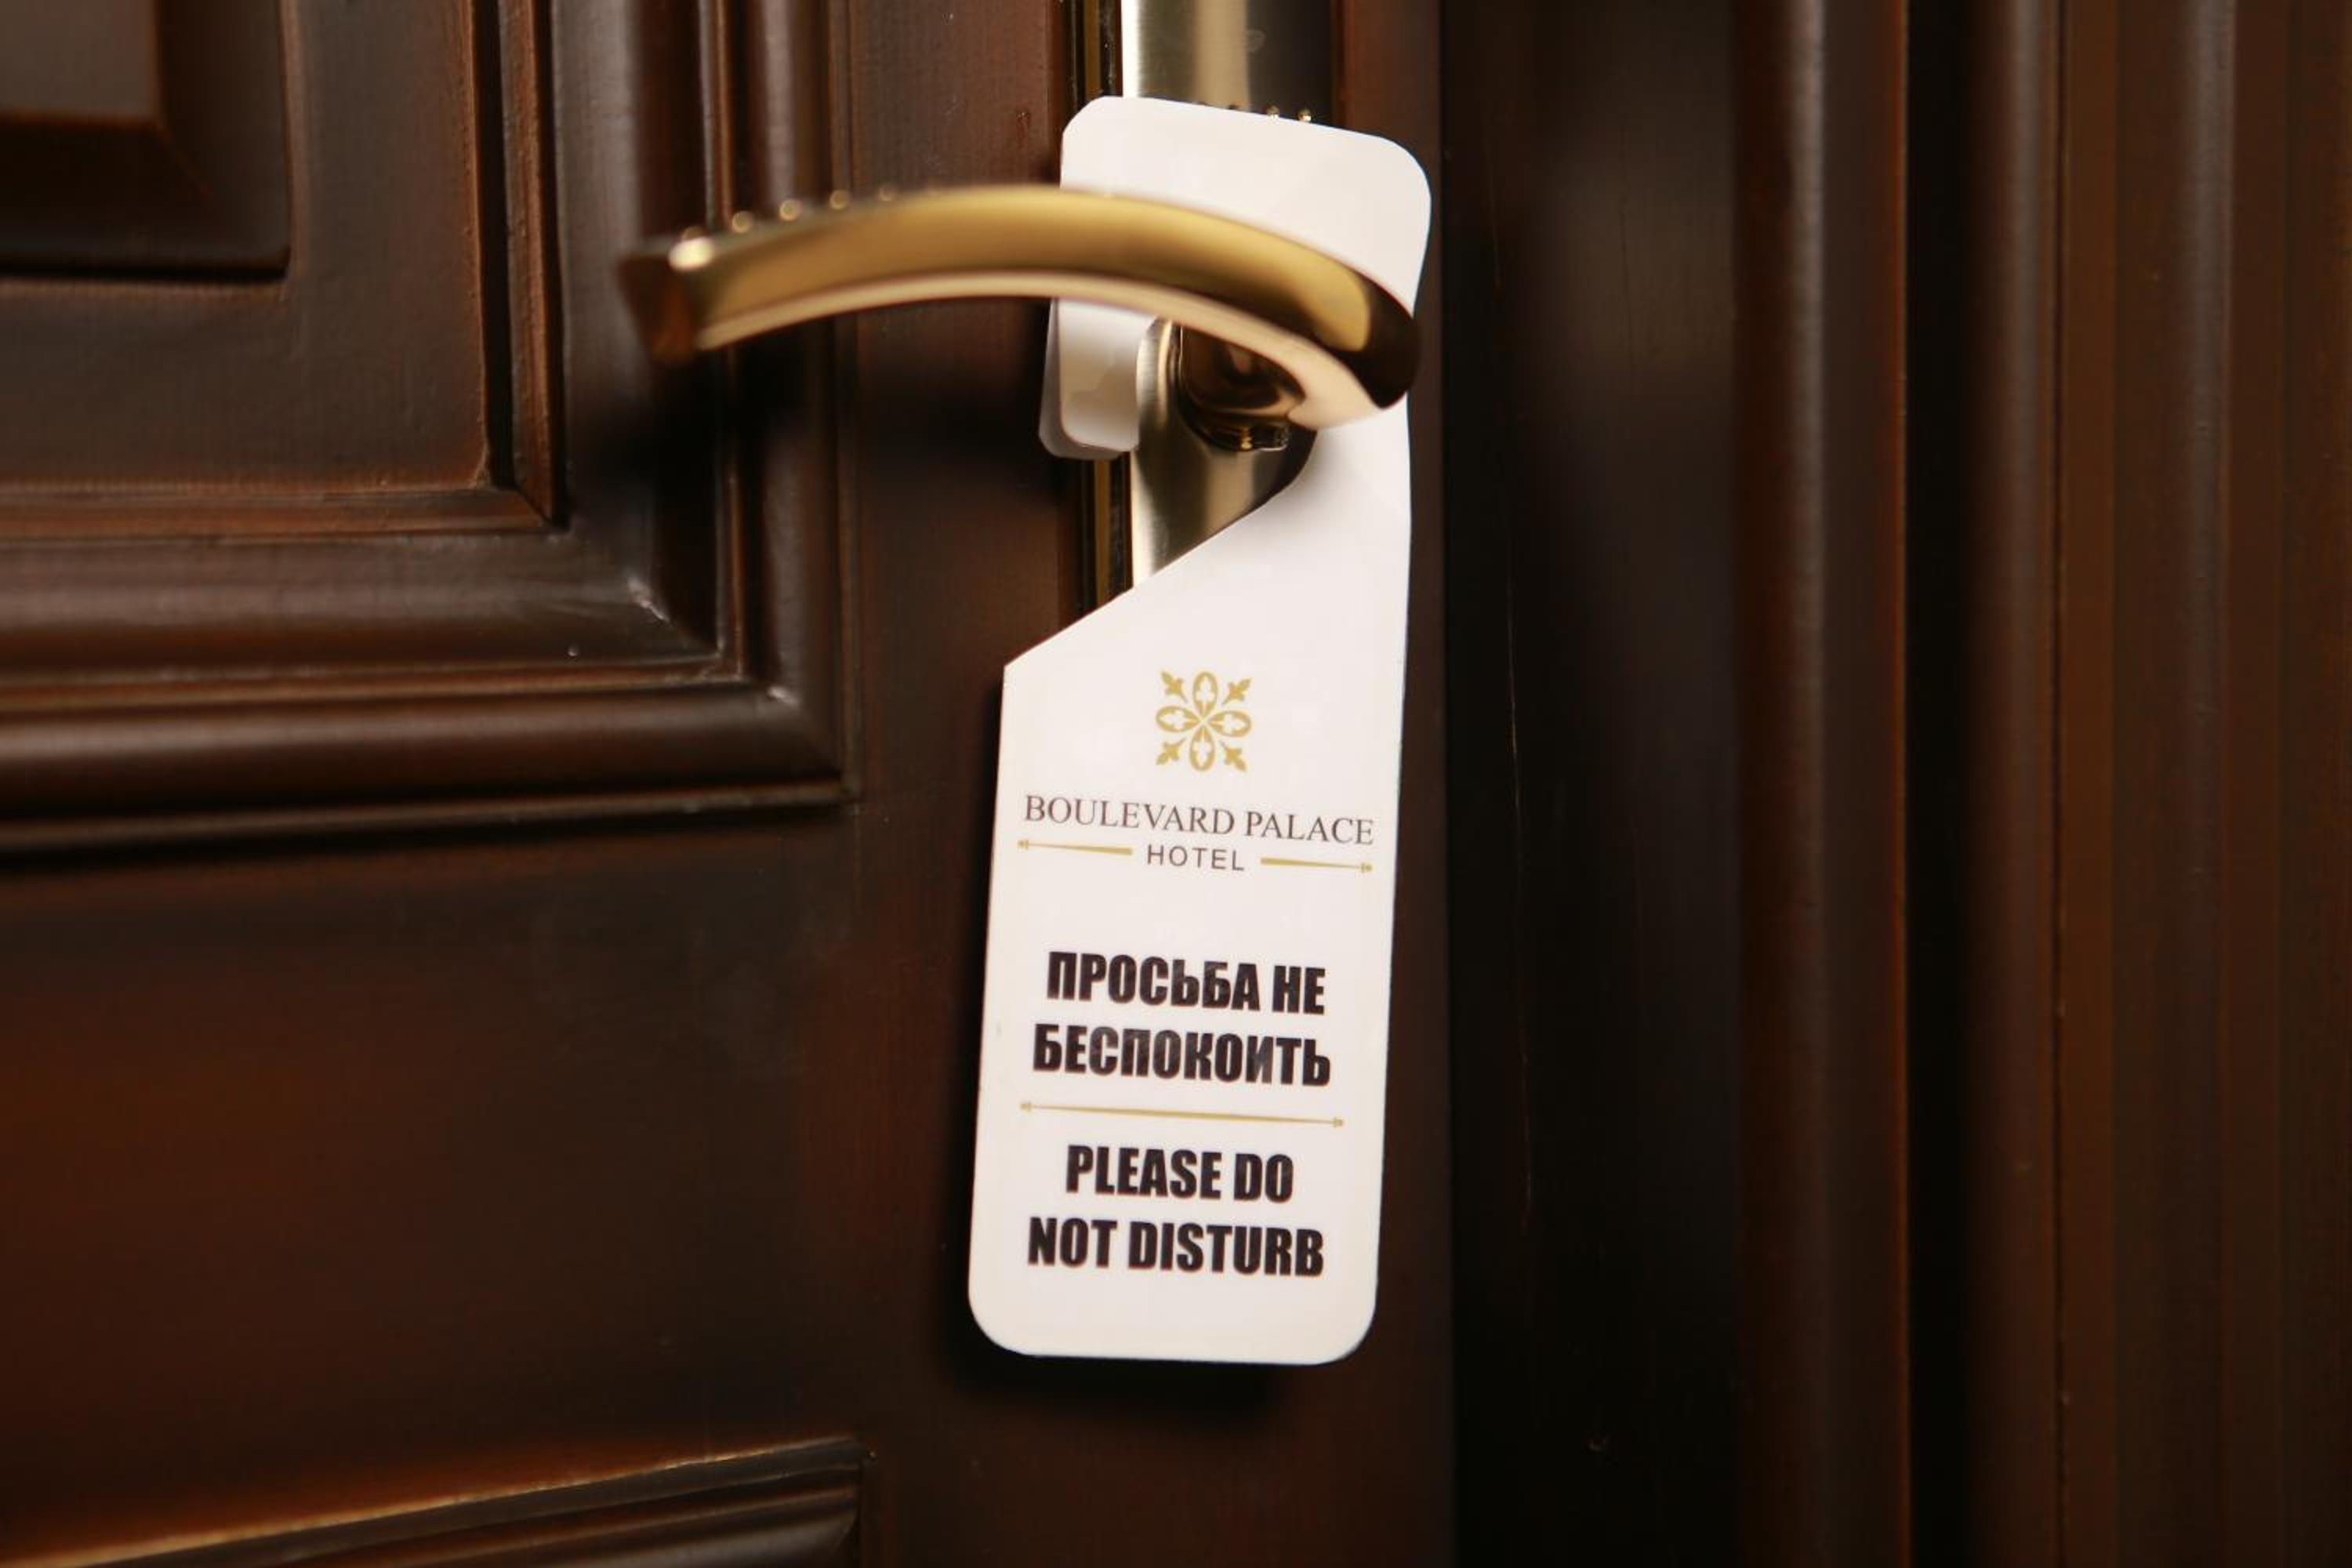 BOULEVARD PALACE
HOTEL
ПРОСЬБА НЕ
БЕСПОКОИТЬ
PLEASE DO
NOT DISTURB